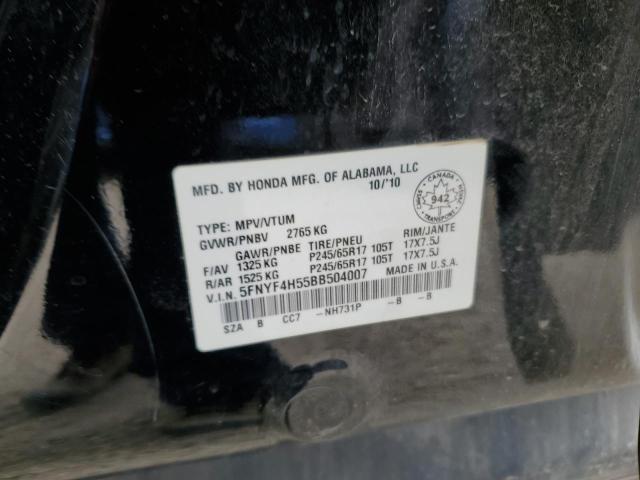 MFD. BY HONDA MFG. OF ALABAMA, LLC
10/'10
TYPE: MPV/VTUM
GVWR/PNBV 2765 KG
GAWR/PNBE TIRE/PNEU RIM/JANTE
F/AV 1325 KG P245/65R17 105T 17X7.5J
R/AR 1525 KG P245/65R17 105T 17X7.5J
V.I.N. 5FNYF4H55BB504007 MADE IN U.S.A.
SZA B CC7 -NH731P -B -B
CANADA
942
TRANSPORT